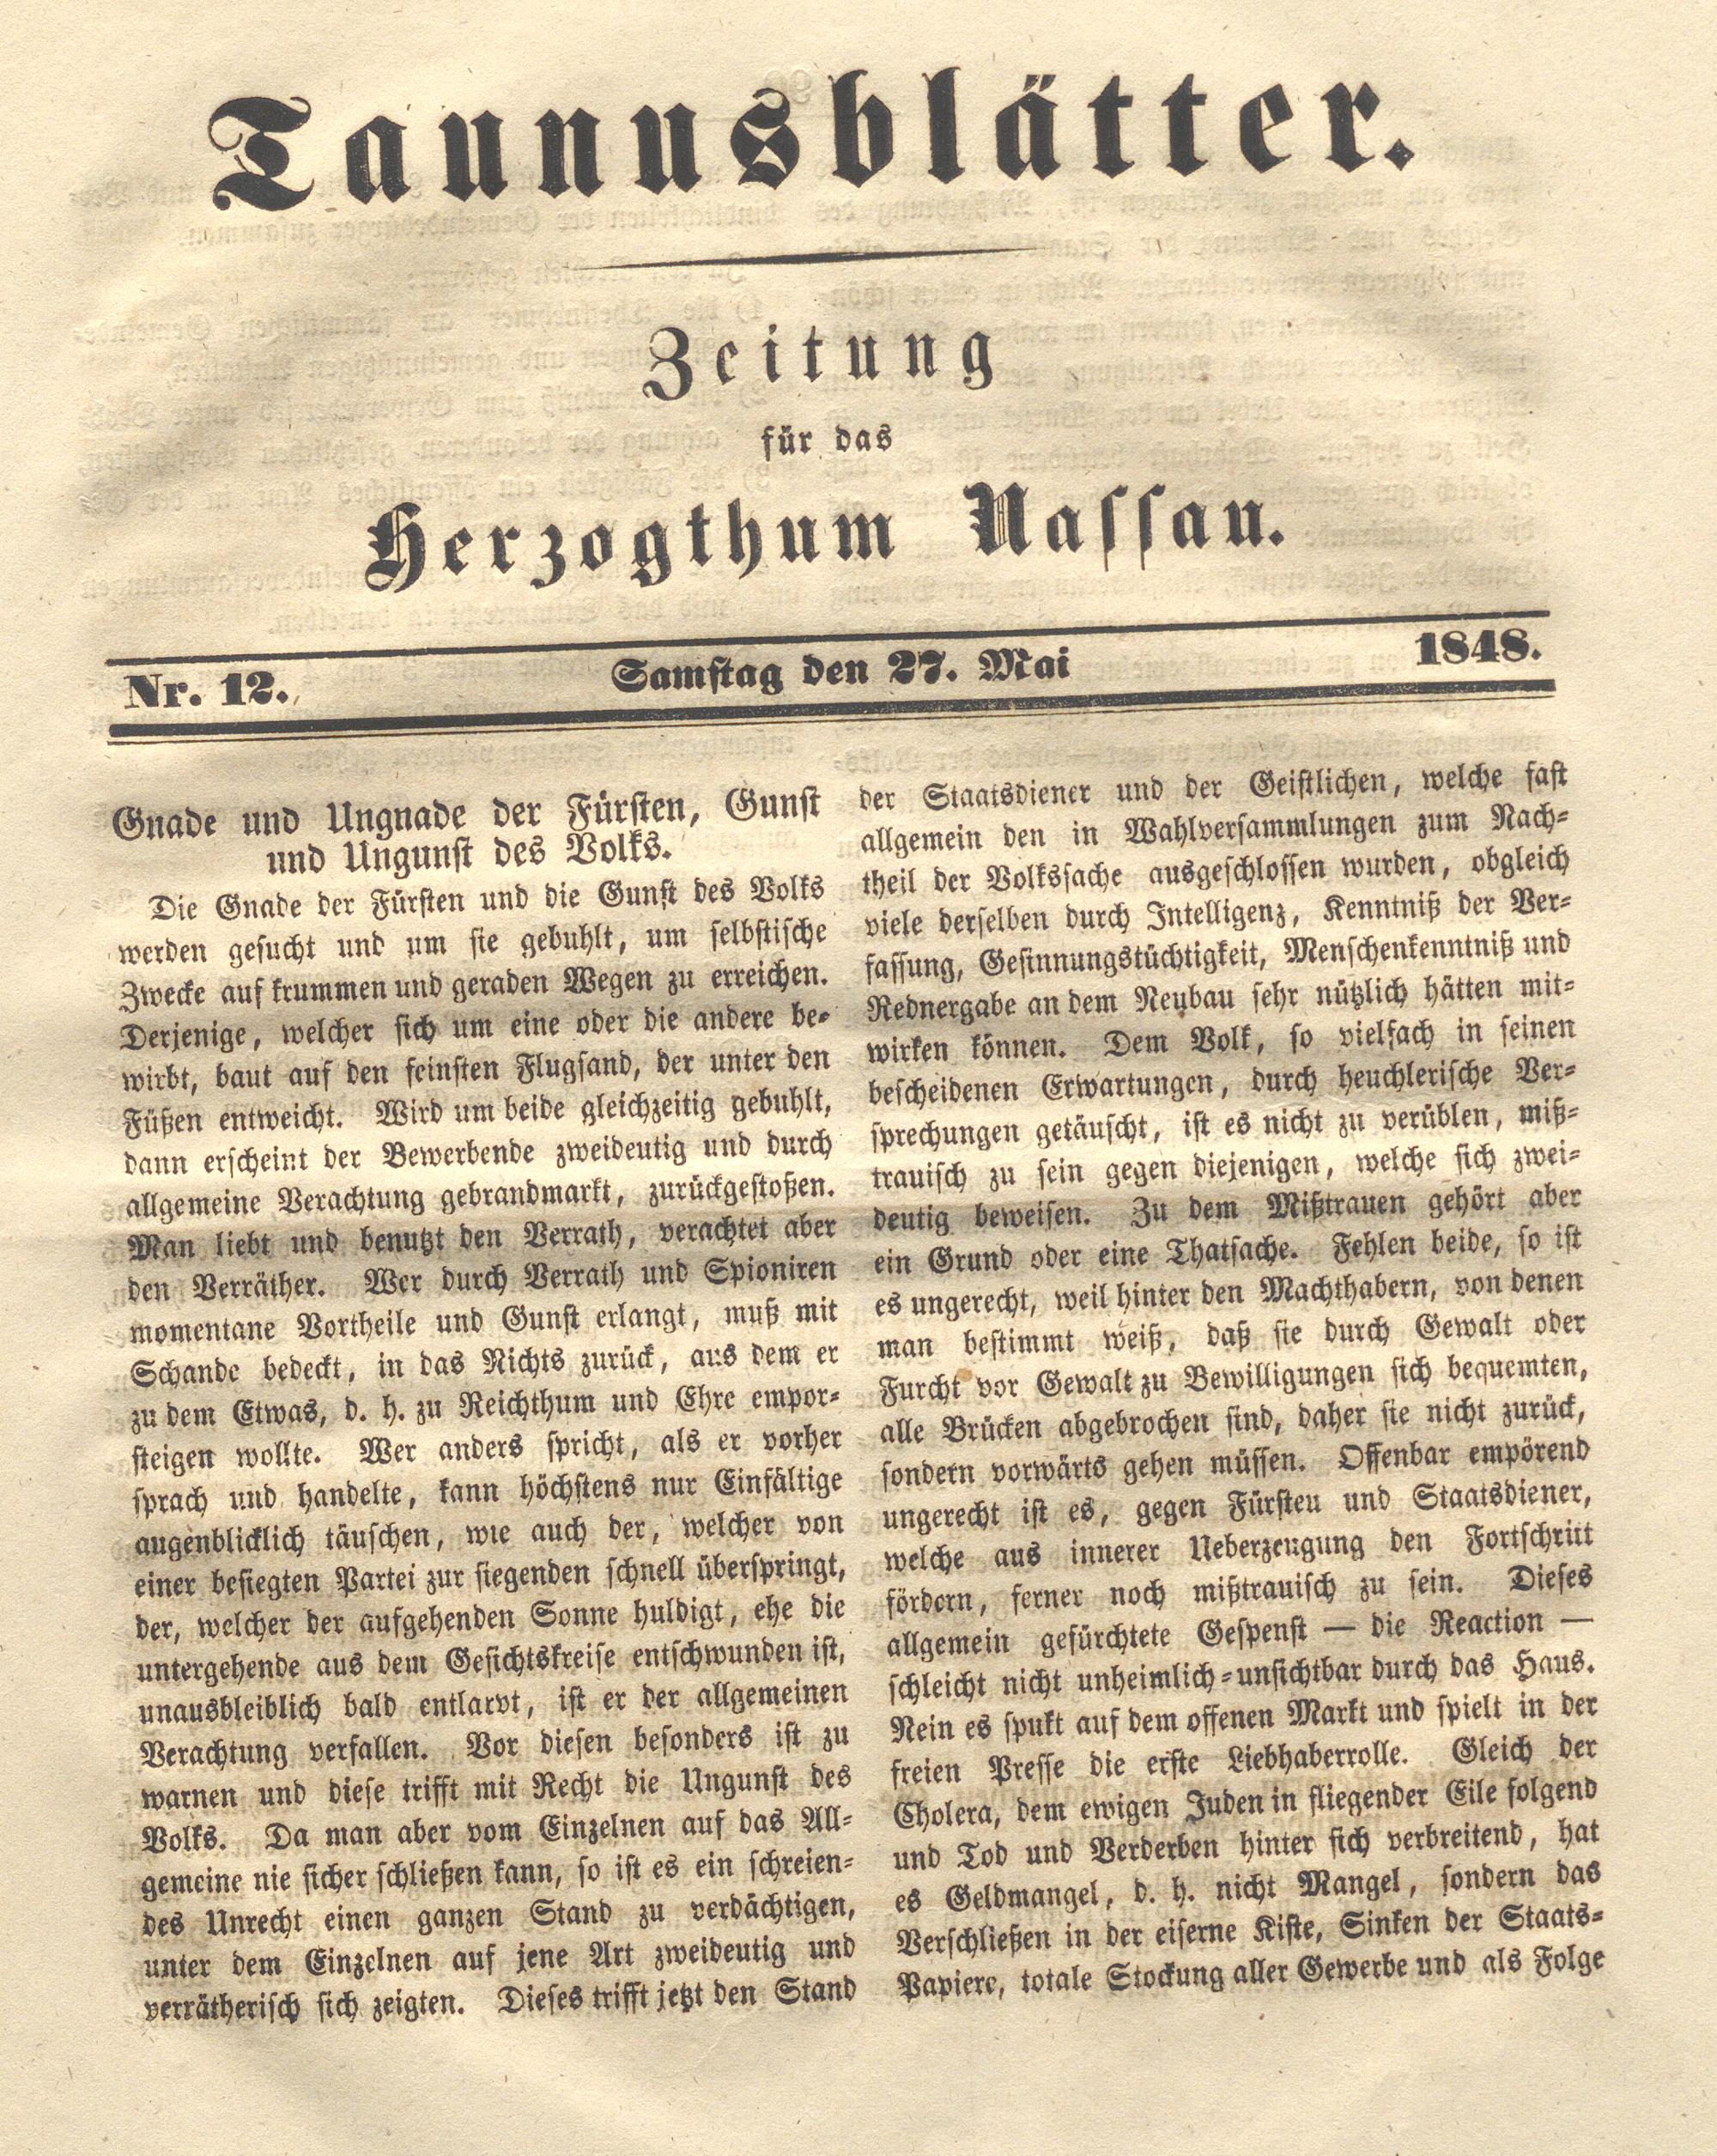 Taunusblätter.
Zeitung
für das
Herzogthum Nassau.
Nr. 12. Samstag den 27. Mai 1848.
Gnade und Ungnade der Fürsten, Gunst
und Ungunst des Volks.
Die Gnade der Fürsten und die Gunst des Volks
werden gesucht und um sie gebuhlt, um selbstische
Zwecke auf krummen und geraden Wegen zu erreichen.
Derjenige, welcher sich um eine oder die andere be-
wirbt, baut auf den feinsten Flugsand, der unter den
Füßen entweicht. Wird um beide gleichzeitig gebuhlt,
dann erscheint der Bewerbende zweideutig und durch
allgemeine Verachtung gebrandmarkt, zurückgestoßen.
Man liebt und benutzt den Verrath, verachtet aber
den Verräther. Wer durch Verrath und Spioniren
momentane Vortheile und Gunst erlangt, muß mit
Schande bedeckt, in das Nichts zurück, aus dem er
zu dem Etwas, d. h. zu Reichthum und Ehre empor-
steigen wollte. Wer anders spricht, als er vorher
sprach und handelte, kann höchstens nur Einfältige
augenblicklich täuschen, wie auch der, welcher von
einer besiegten Partei zur siegenden schnell überspringt,
der, welcher der aufgehenden Sonne huldigt, ehe die
untergehende aus dem Gesichtskreise entschwunden ist,
unausbleiblich bald entlarvt, ist er der allgemeinen
Verachtung verfallen. Vor diesen besonders ist zu
warnen und diese trifft mit Recht die Ungunst des
Volks. Da man aber vom Einzelnen auf das All-
gemeine nie sicher schließen kann, so ist es ein schreien-
des Unrecht einen ganzen Stand zu verdächtigen,
unter dem Einzelnen auf jene Art zweideutig und
verrätherisch sich zeigten. Dieses trifft jetzt den Stand
der Staatsdiener und der Geistlichen, welche fast
allgemein den in Wahlversammlungen zum Nach-
theil der Volkssache ausgeschlossen wurden, obgleich
viele derselben durch Intelligenz, Kenntniß der Ver-
fassung, Gesinnungstüchtigkeit, Menschenkenntniß und
Rednergabe an dem Neubau sehr nützlich hätten mit-
wirken können. Dem Volk, so vielfach in seinen
bescheidenen Erwartungen, durch heuchlerische Ver-
sprechungen getäuscht, ist es nicht zu verüblen, miß-
trauisch zu sein gegen diejenigen, welche sich zwei-
deutig beweisen. Zu dem Mißtrauen gehört aber
ein Grund oder eine Thatsache. Fehlen beide, so ist
es ungerecht, weil hinter den Machthabern, von denen
man bestimmt weiß, daß sie durch Gewalt oder
Furcht vor Gewalt zu Bewilligungen sich bequemten,
alle Brücken abgebrochen sind, daher sie nicht zurück,
sondern vorwärts gehen müssen. Offenbar empörend
ungerecht ist es, gegen Fürsten und Staatsdiener,
welche aus innerer Ueberzeugung den Fortschritt
fördern, ferner noch mißtrauisch zu sein. Dieses
allgemein gefürchtete Gespenst — die Reaction —
schleicht nicht unheimlich-unsichtbar durch das Haus.
Nein es spukt auf dem offenen Markt und spielt in der
freien Presse die erste Liebhaberrolle. Gleich der
Cholera, dem ewigen Juden in fliegender Eile folgend
und Tod und Verderben hinter sich verbreitend, hat
es Geldmangel, d. h. nicht Mangel, sondern das
Verschließen in der eiserne Kiste, Sinken der Staats-
Papiere, totale Stockung aller Gewerbe und als Folge